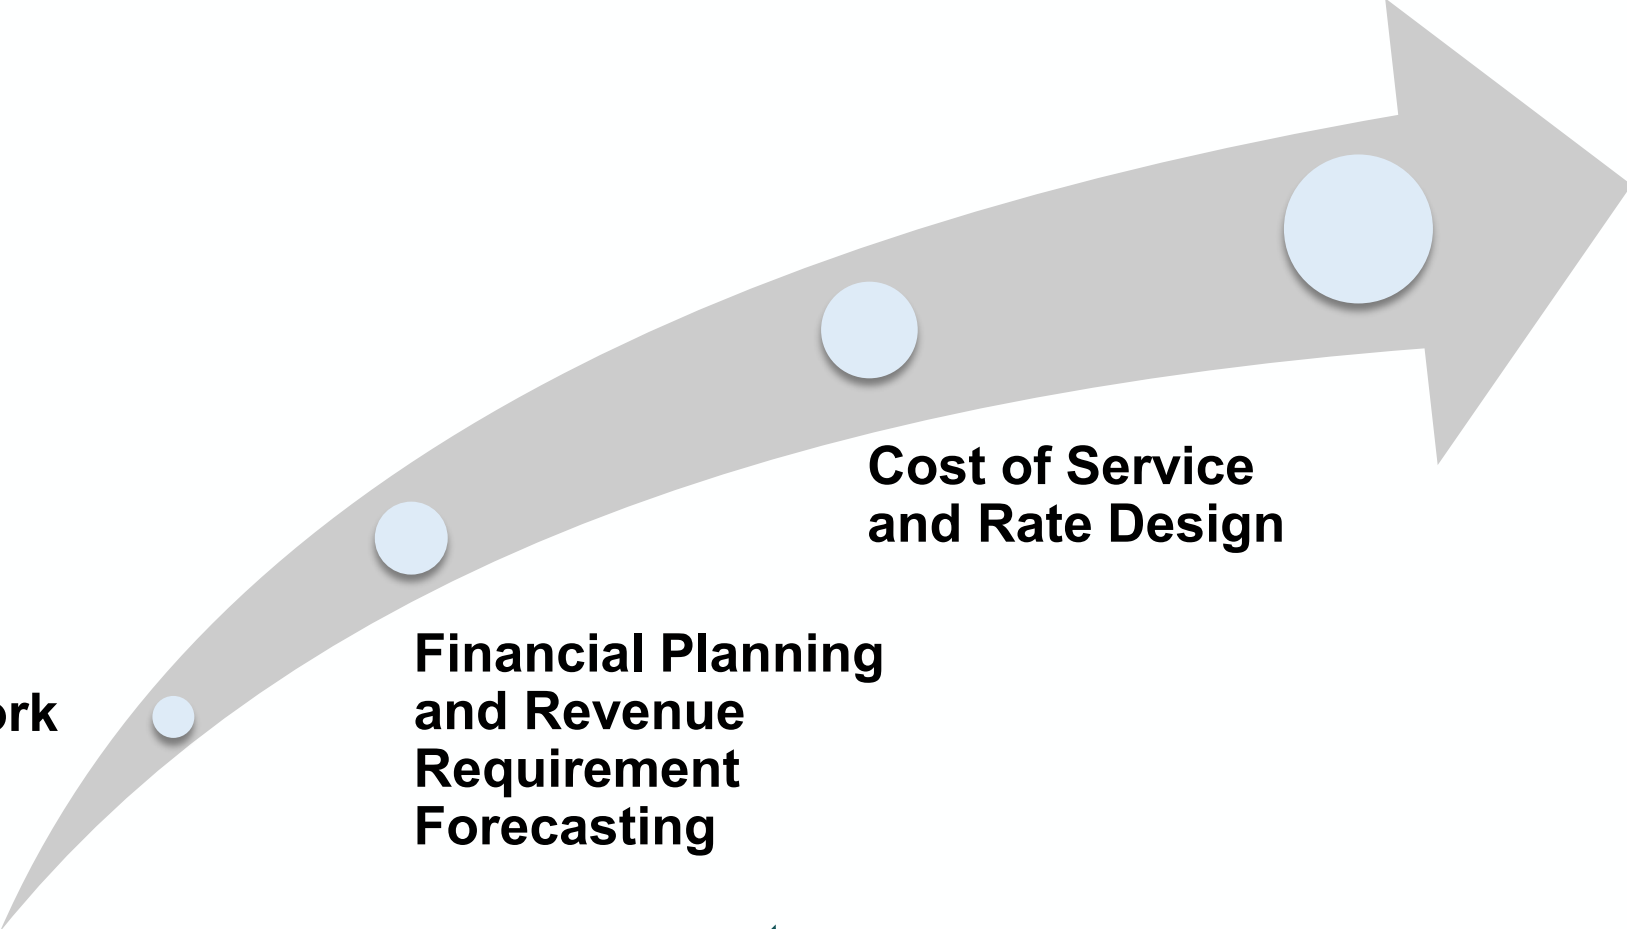 Cost of Service
and Rate Design
Financial Planning
and Revenue
Requirement
Forecasting